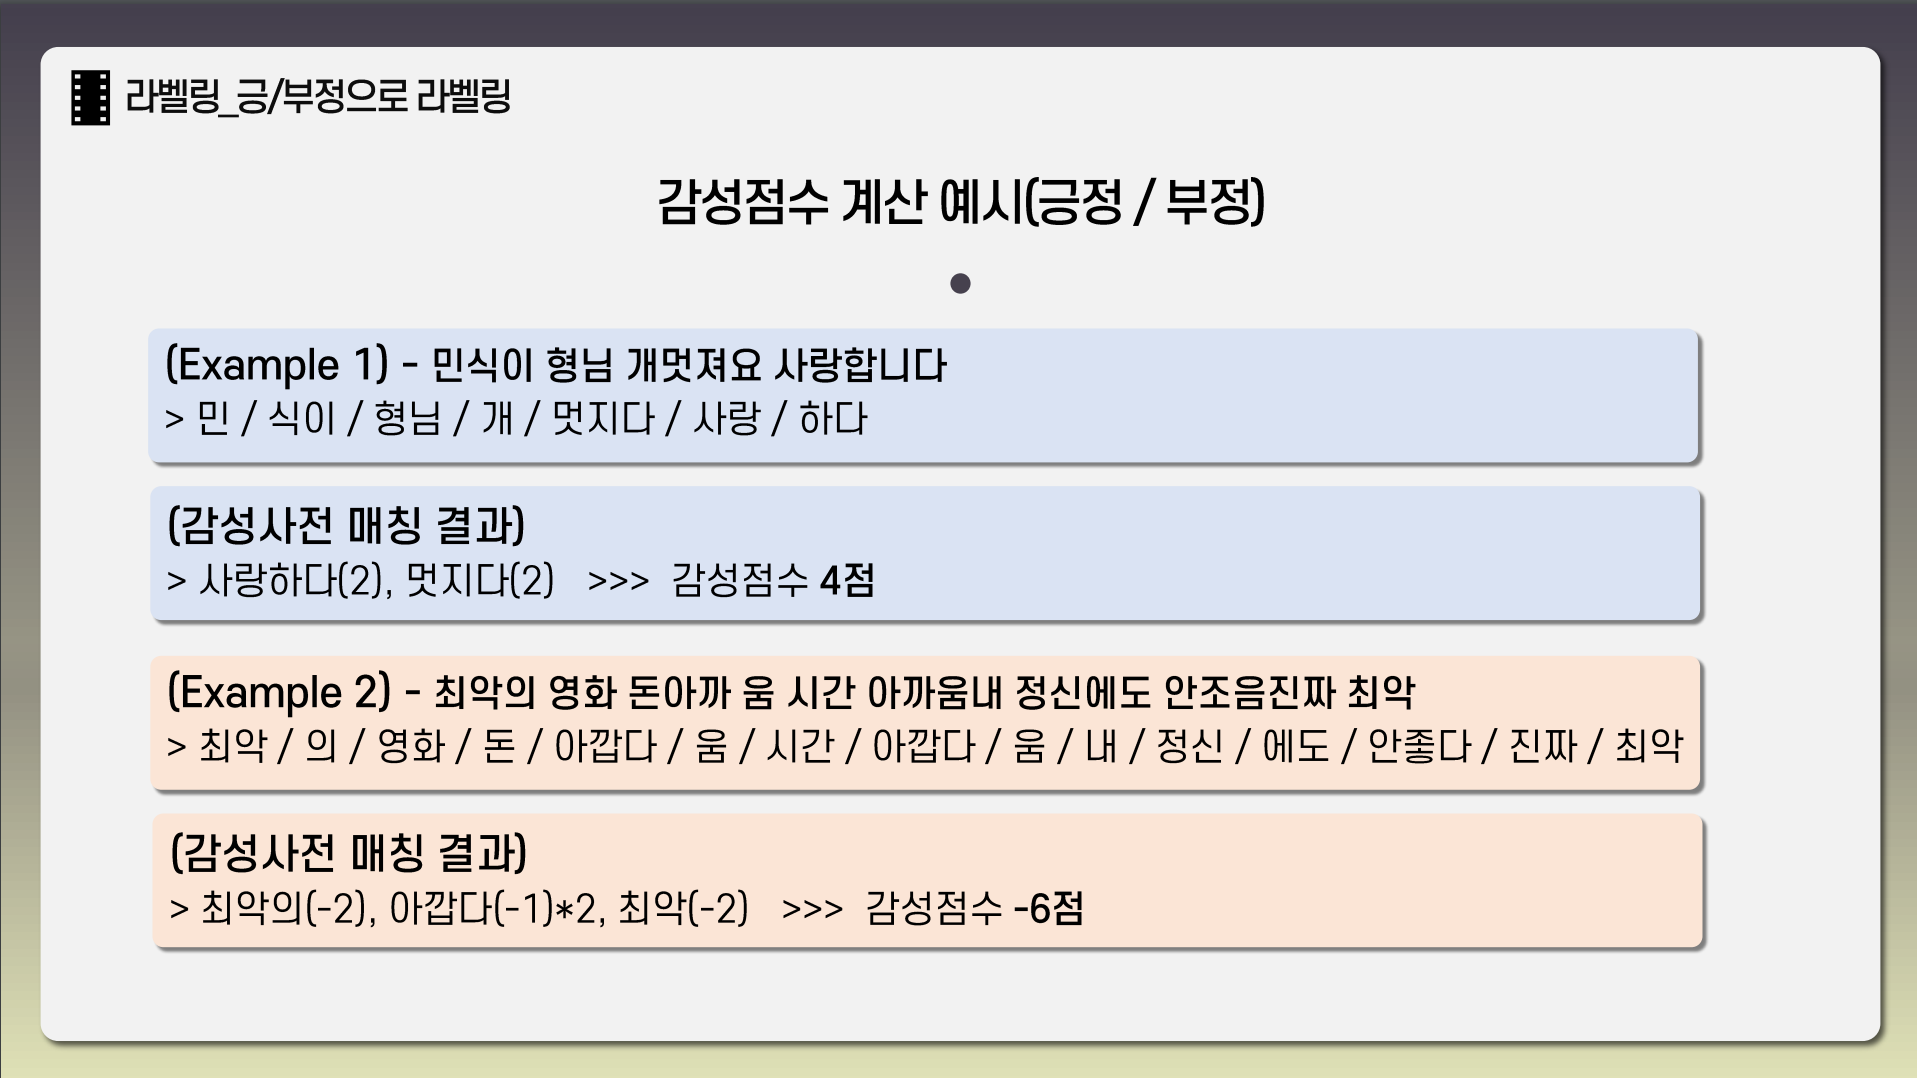 라벨링_긍/부정으로 라벨링
감성점수 계산 예시(긍정 / 부정)
(Example 1) - 민식이 형님 개멋져요 사랑합니다
> 민 / 식이 / 형님 / 개 / 멋지다 / 사랑 / 하다
(감성사전 매칭 결과)
> 사랑하다(2), 멋지다(2) >>> 감성점수 4점
(Example 2) - 최악의 영화 돈아까 움 시간 아까움내 정신에도 안조음진짜 최악
> 최악 / 의 / 영화 / 돈 / 아깝다 / 움 / 시간 / 아깝다 / 움 / 내 / 정신 / 에도 / 안좋다 / 진짜 / 최악
(감성사전 매칭 결과)
> 최악의(-2), 아깝다(-1)*2, 최악(-2) >>> 감성점수 -6점